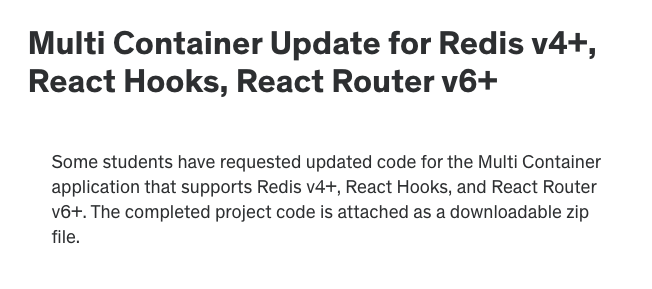 Multi Container Update for Redis v4+,
React Hooks, React Router v6+
Some students have requested updated code for the Multi Container
application that supports Redis v4+, React Hooks, and React Router
v6+. The completed project code is attached as a downloadable zip
file.